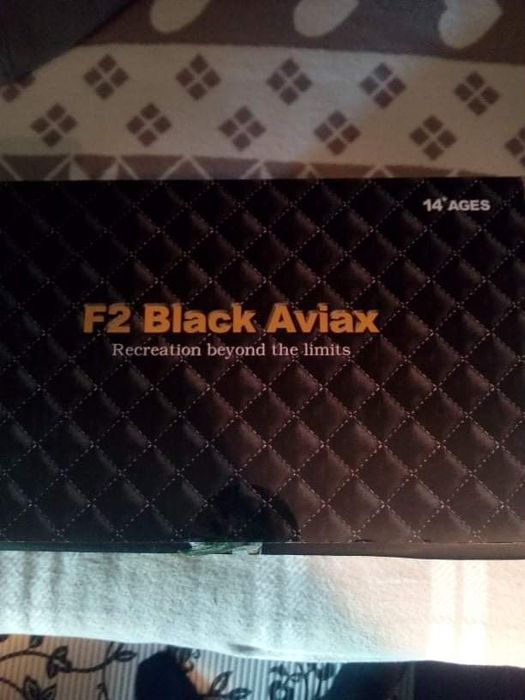 14+ AGES
F2 Black Aviax
Recreation beyond the limits